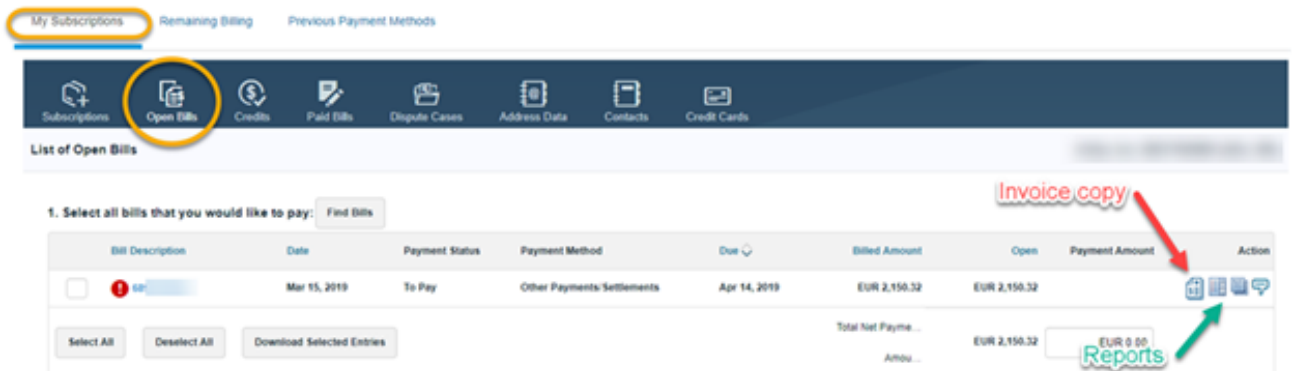 My Subscriptions Remaining Billing Previous Payment Methods
Subscriptions Open Bills Credits Paid Bills Dispute Cases Address Data Contacts Credit Cards
List of Open Bills
Invoice copy
1. Select all bills that you would like to pay: Find Bills
Bill Description Date Payment Status Payment Method Due Billed Amount Open Payment Amount Action
Mar 15, 2019 To Pay Other Payments/Settlements Apr 14, 2019 EUR 2,150.32 EUR 2,150.32
Total Net Payme...
Select All Deselect All Download Selected Entries EUR 2,150.32 EUR 0.00
Amou...
Reports